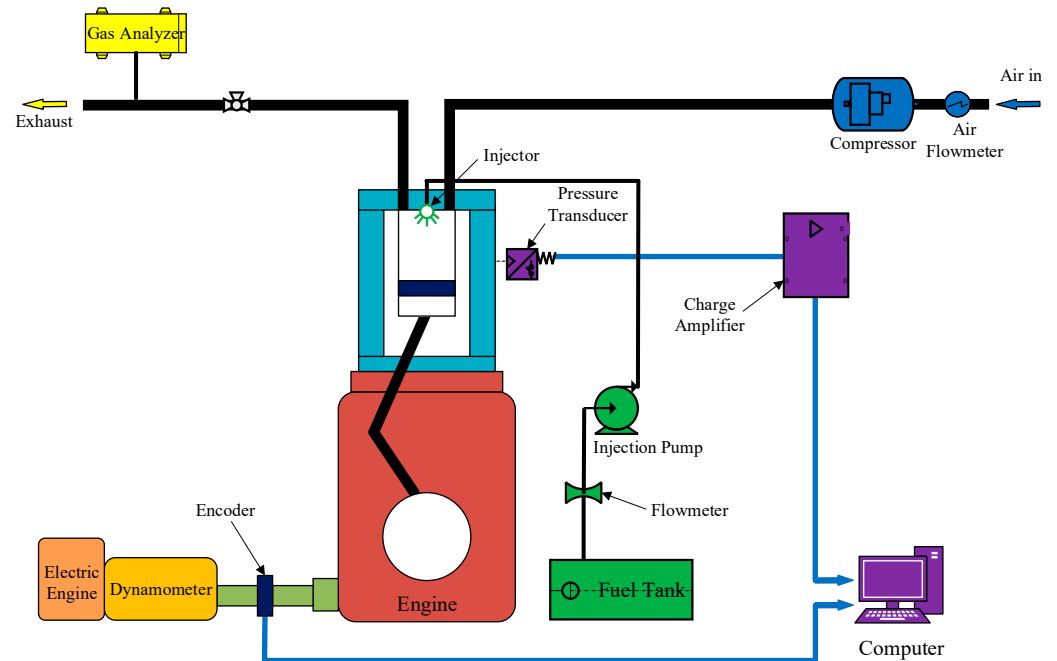 Gas Analyzer
Air in
Exhaust
Compressor
Air
Flowmeter
Injector
Pressure
Transducer
Charge
Amplifier
Injection Pump
Encoder
Flowmeter
Electric
Engine
Dynamometer
Engine
Fuel Tank
Computer